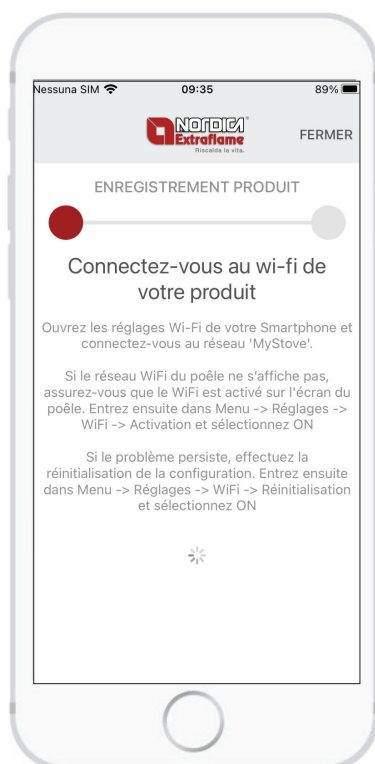 Nessuna SIM 09:35 89%
NORDICA
Extraflame
Riscalda la vita.
FERMER
ENREGISTREMENT PRODUIT
Connectez-vous au wi-fi de
votre produit
Ouvrez les réglages Wi-Fi de votre Smartphone et
connectez-vous au réseau 'MyStove'.
Si le réseau WiFi du poêle ne s'affiche pas,
assurez-vous que le WiFi est activé sur l'écran du
poêle. Entrez ensuite dans Menu -> Réglages ->
WiFi -> Activation et sélectionnez ON
Si le problème persiste, effectuez la
réinitialisation de la configuration. Entrez ensuite
dans Menu -> Réglages -> WiFi -> Réinitialisation
et sélectionnez ON